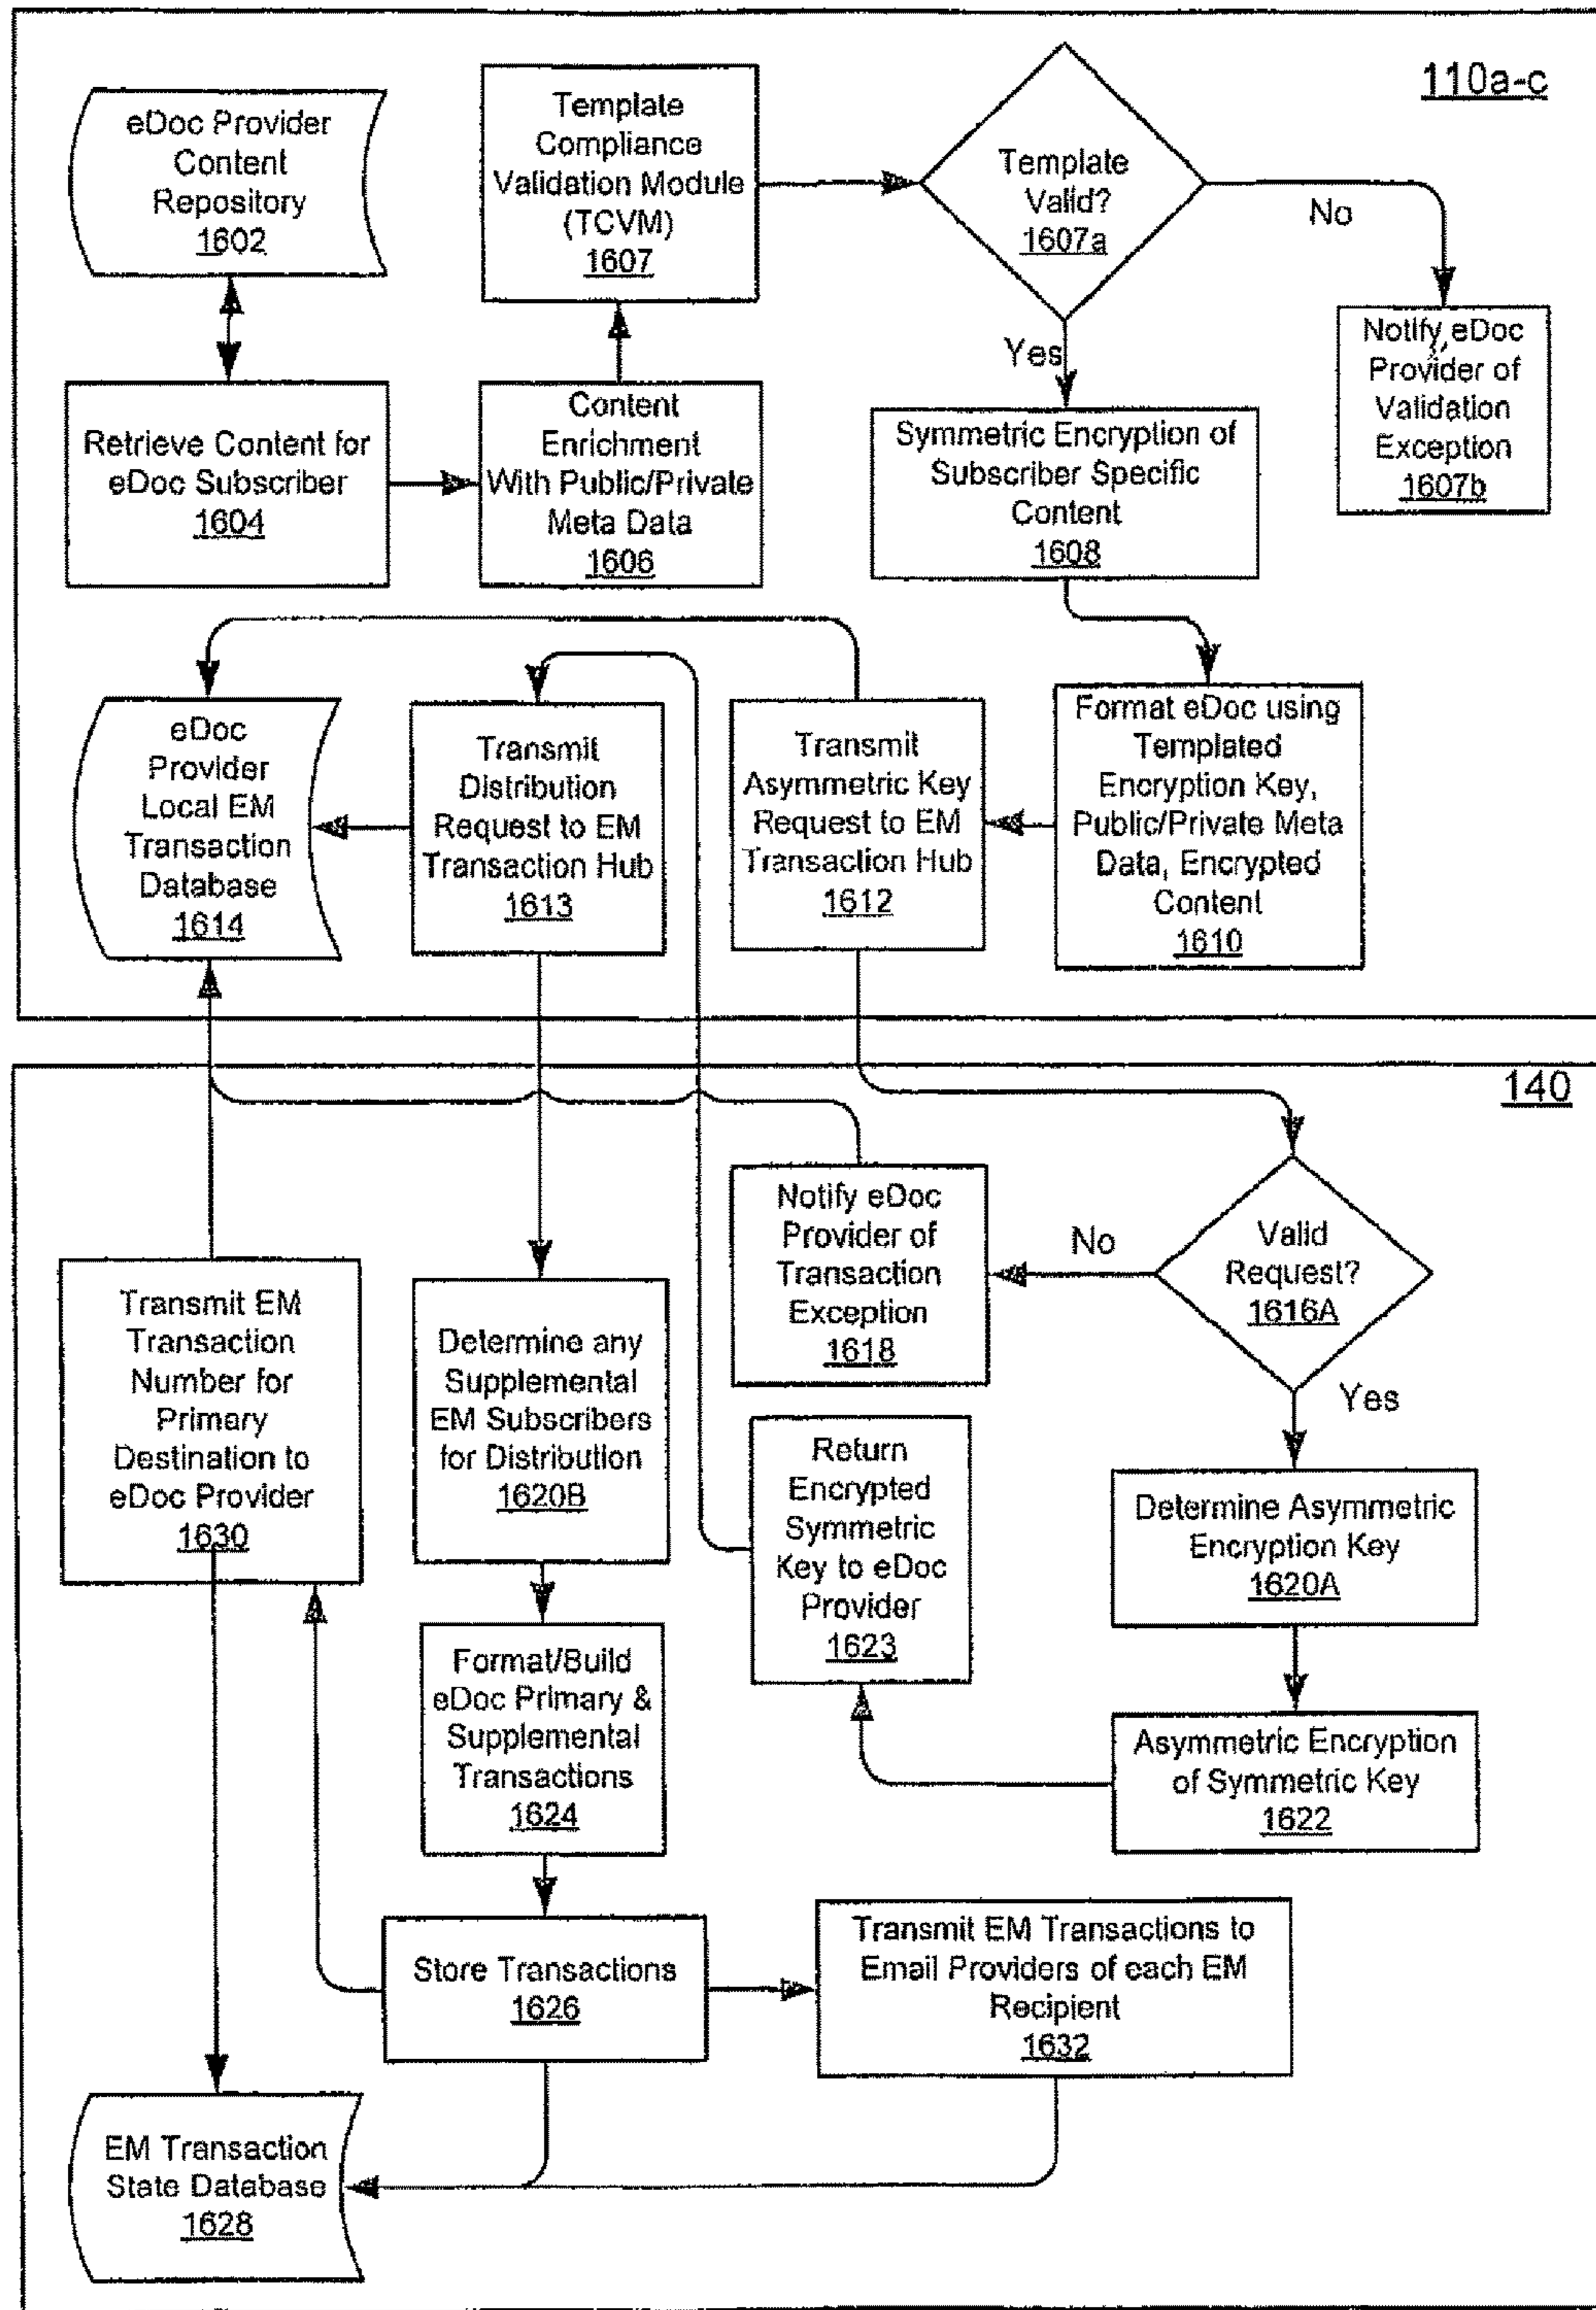 110a-c
eDoc Provider
Content
Repository
1602
Template
Compliance
Validation Module
(TCVM)
1607
Template
Valid?
1607a
No
Yes
Notify eDoc
Provider of
Validation
Exception
1607b
Retrieve Content for
eDoc Subscriber
1604
Content
Enrichment
With Public/Private
Meta Data
1606
Symmetric Encryption of
Subscriber Specific
Content
1608
eDoc
Provider
Local EM
Transaction
Database
1614
Transmit
Distribution
Request to EM
Transaction Hub
1613
Transmit
Asymmetric Key
Request to EM
Transaction Hub
1612
Format eDoc using
Templated
Encryption Key,
Public/Private Meta
Data, Encrypted
Content
1610
140
Transmit EM
Transaction
Number for
Primary
Destination to
eDoc Provider
1630
Determine any
Supplemental
EM Subscribers
for Distribution
1620B
Notify eDoc
Provider of
Transaction
Exception
1618
No
Valid
Request?
1616A
Yes
Return
Encrypted
Symmetric
Key to eDoc
Provider
1623
Determine Asymmetric
Encryption Key
1620A
Format/Build
eDoc Primary &
Supplemental
Transactions
1624
Asymmetric Encryption
of Symmetric Key
1622
Store Transactions
1626
Transmit EM Transactions to
Email Providers of each EM
Recipient
1632
EM Transaction
State Database
1628